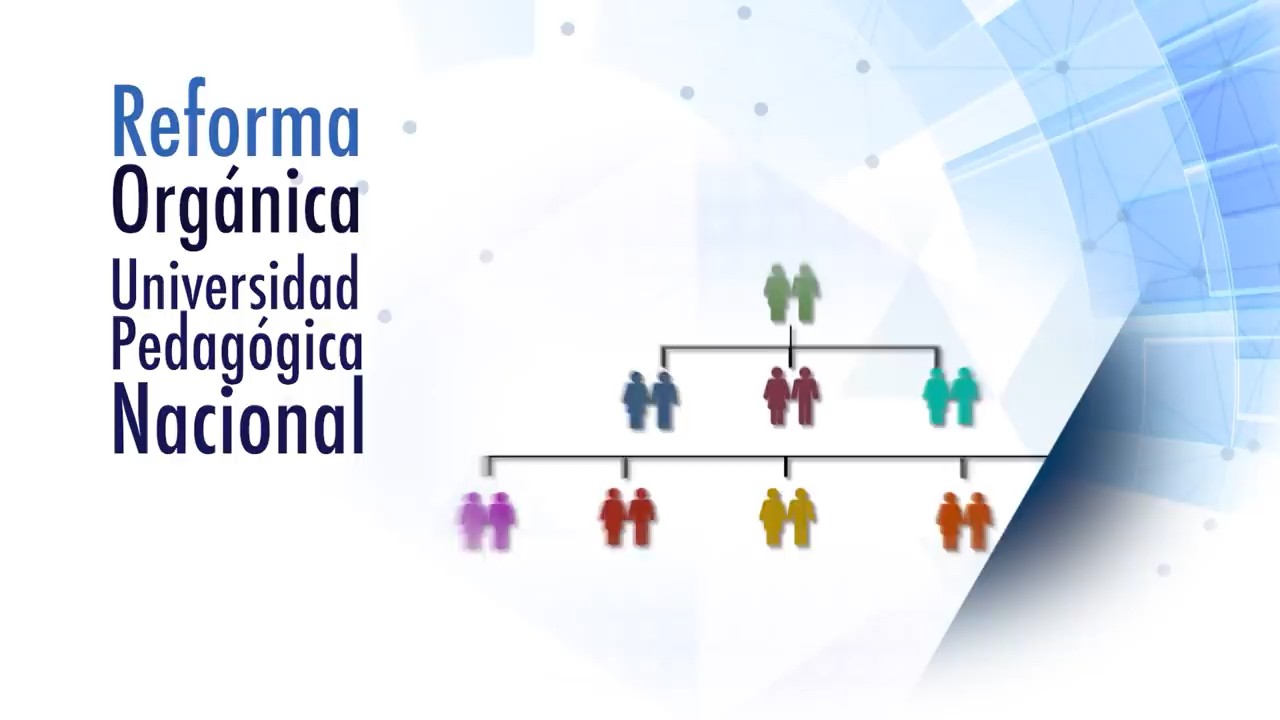 Reforma
Orgánica
Universidad
Pedagógica
Nacional